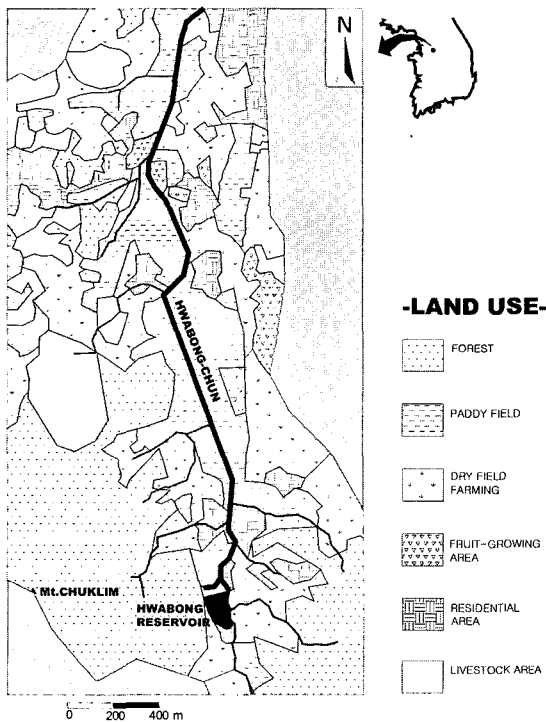 N
HWABONG-CHUN
Mt.CHUKLIM
HWABONG
RESERVOIR
0 200 400 m
-LAND USE-
FOREST
PADDY FIELD
DRY FIELD
FARMING
FRUIT-GROWING
AREA
RESIDENTIAL
AREA
LIVESTOCK AREA